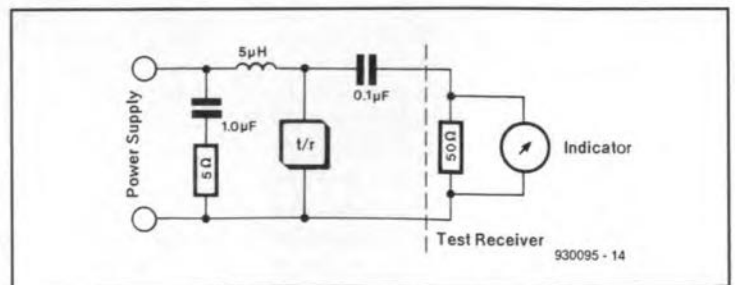 5µH
0.1µF
1.0µF
5Ω
t/r
50Ω
Power Supply
Indicator
Test Receiver
930095 - 14